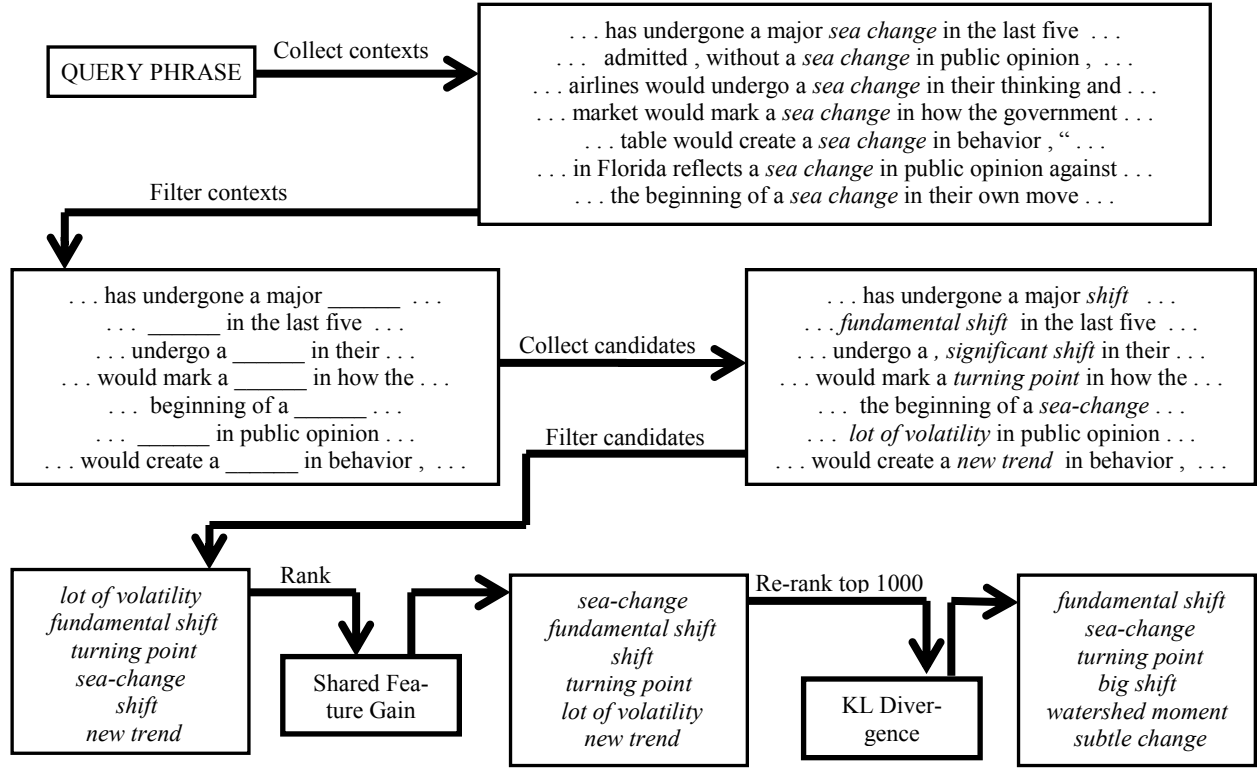 QUERY PHRASE
Collect contexts
. . . has undergone a major sea change in the last five . . .
. . . admitted , without a sea change in public opinion , . . .
. . . airlines would undergo a sea change in their thinking and . . .
. . . market would mark a sea change in how the government . . .
. . . table would create a sea change in behavior , “ . . .
. . . in Florida reflects a sea change in public opinion against . . .
. . . the beginning of a sea change in their own move . . .
Filter contexts
. . . has undergone a major ______ . . .
. . . ______ in the last five . . .
. . . undergo a ______ in their . . .
. . . would mark a ______ in how the . . .
. . . beginning of a ______ . . .
. . . ______ in public opinion . . .
. . . would create a ______ in behavior , . . .
Collect candidates
. . . has undergone a major shift . . .
. . . fundamental shift in the last five . . .
. . . undergo a , significant shift in their . . .
. . . would mark a turning point in how the . . .
. . . the beginning of a sea-change . . .
. . . lot of volatility in public opinion . . .
. . . would create a new trend in behavior , . . .
Filter candidates
lot of volatility
fundamental shift
turning point
sea-change
shift
new trend
Rank
Shared Fea-
ture Gain
sea-change
fundamental shift
shift
turning point
lot of volatility
new trend
Re-rank top 1000
KL Diver-
gence
fundamental shift
sea-change
turning point
big shift
watershed moment
subtle change